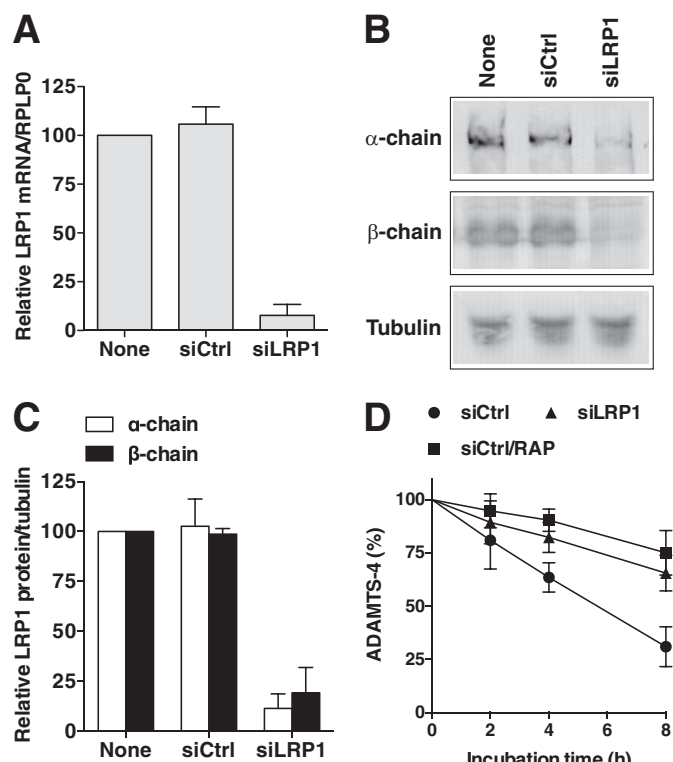 A
Relative LRP1 mRNA/RPLP0
125
100
75
50
25
0
None siCtrl siLRP1
B
None siCtrl siLRP1
α-chain
β-chain
Tubulin
C
α-chain
β-chain
Relative LRP1 protein/tubulin
125
100
75
50
25
0
None siCtrl siLRP1
D
siCtrl siLRP1
siCtrl/RAP
ADAMTS-4 (%)
100
75
50
25
0
0 2 4 6 8
Incubation time (h)